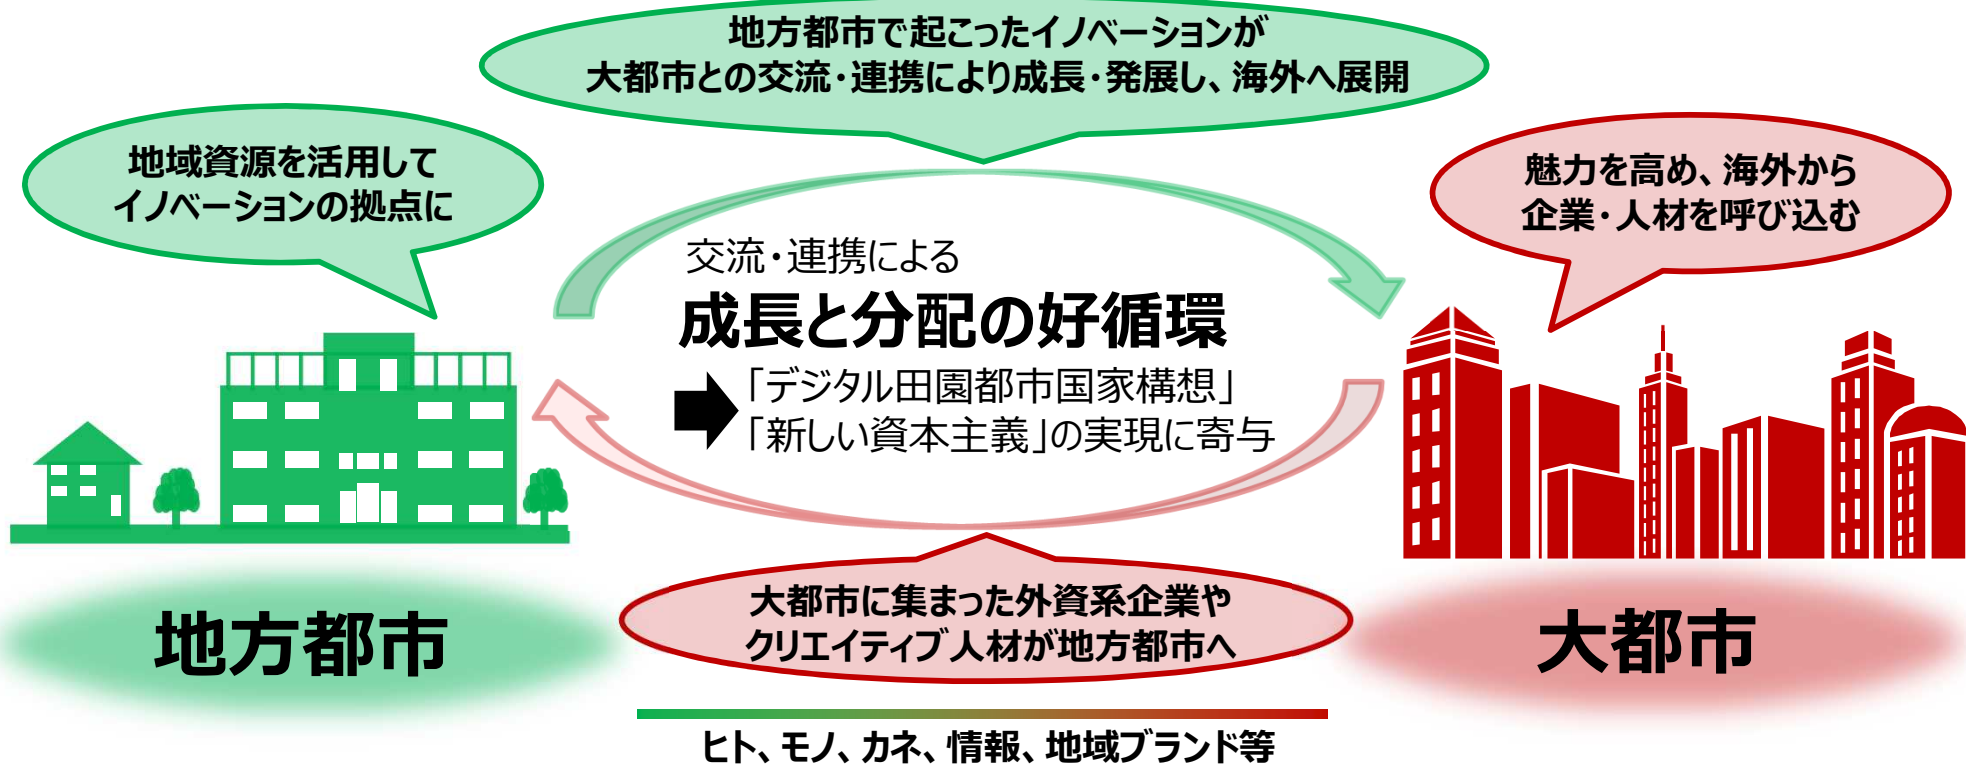 地方都市で起こったイノベーションが
大都市との交流・連携により成長・発展し、海外へ展開
地域資源を活用して
イノベーションの拠点に
魅力を高め、海外から
企業・人材を呼び込む
交流・連携による
成長と分配の好循環
「デジタル田園都市国家構想」
「新しい資本主義」の実現に寄与
大都市に集まった外資系企業や
クリエイティブ人材が地方都市へ
地方都市
大都市
ヒト、モノ、カネ、情報、地域ブランド等